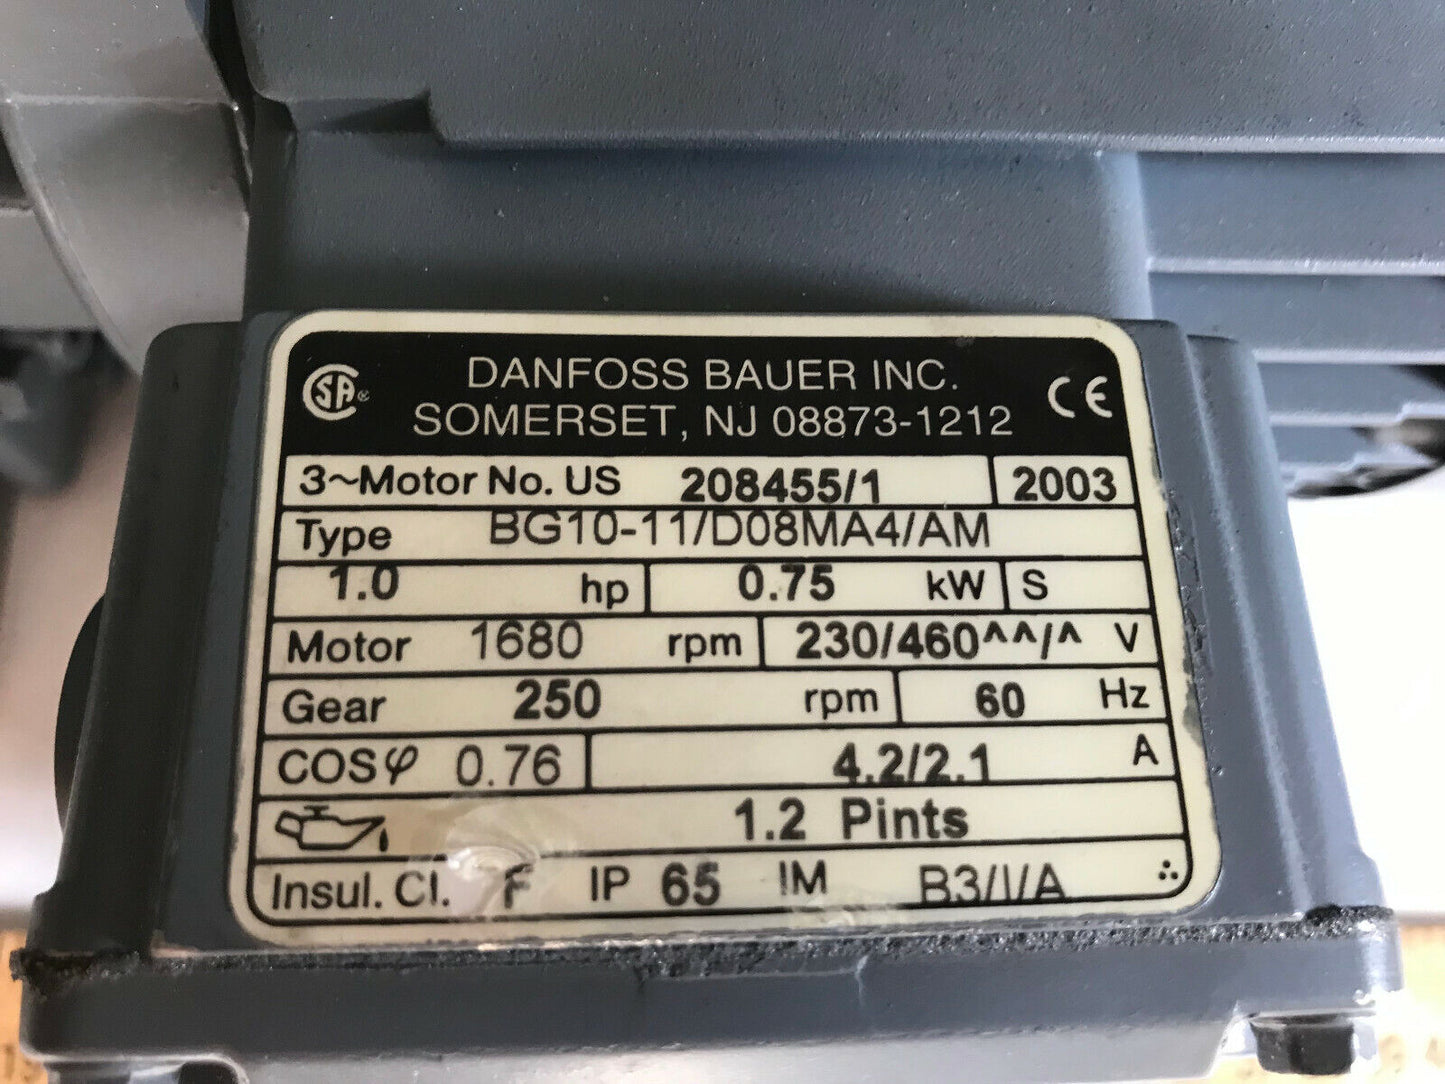 DANFOSS BAUER INC.
SOMERSET, NJ 08873-1212
CSA ® CE
3~Motor No. US 208455/1 2003
Type BG10-11/D08MA4/AM
1.0 hp 0.75 kW S
Motor 1680 rpm 230/460^^/^ V
Gear 250 rpm 60 Hz
COSφ 0.76 4.2/2.1 A
1.2 Pints
Insul. Cl. F IP 65 IM B3/I/A